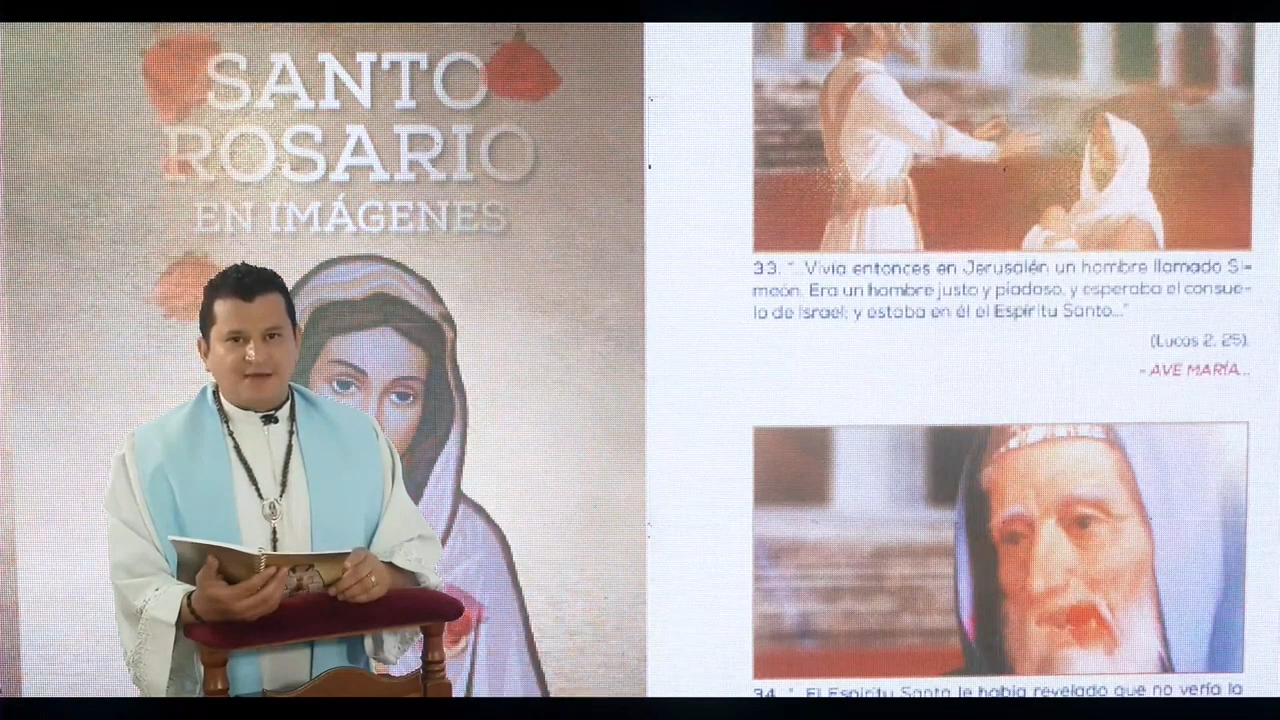 SANTO
ROSARIO
EN IMÁGENES
33. "...Vivía entonces en Jerusalén un hombre llamado Si-
meón. Era un hombre justo y piadoso, y esperaba el consue-
lo de Israel; y estaba en él el Espíritu Santo..."
(Lucas 2, 25).
- AVE MARÍA...
34. "...El Espíritu Santo le había revelado que no vería la